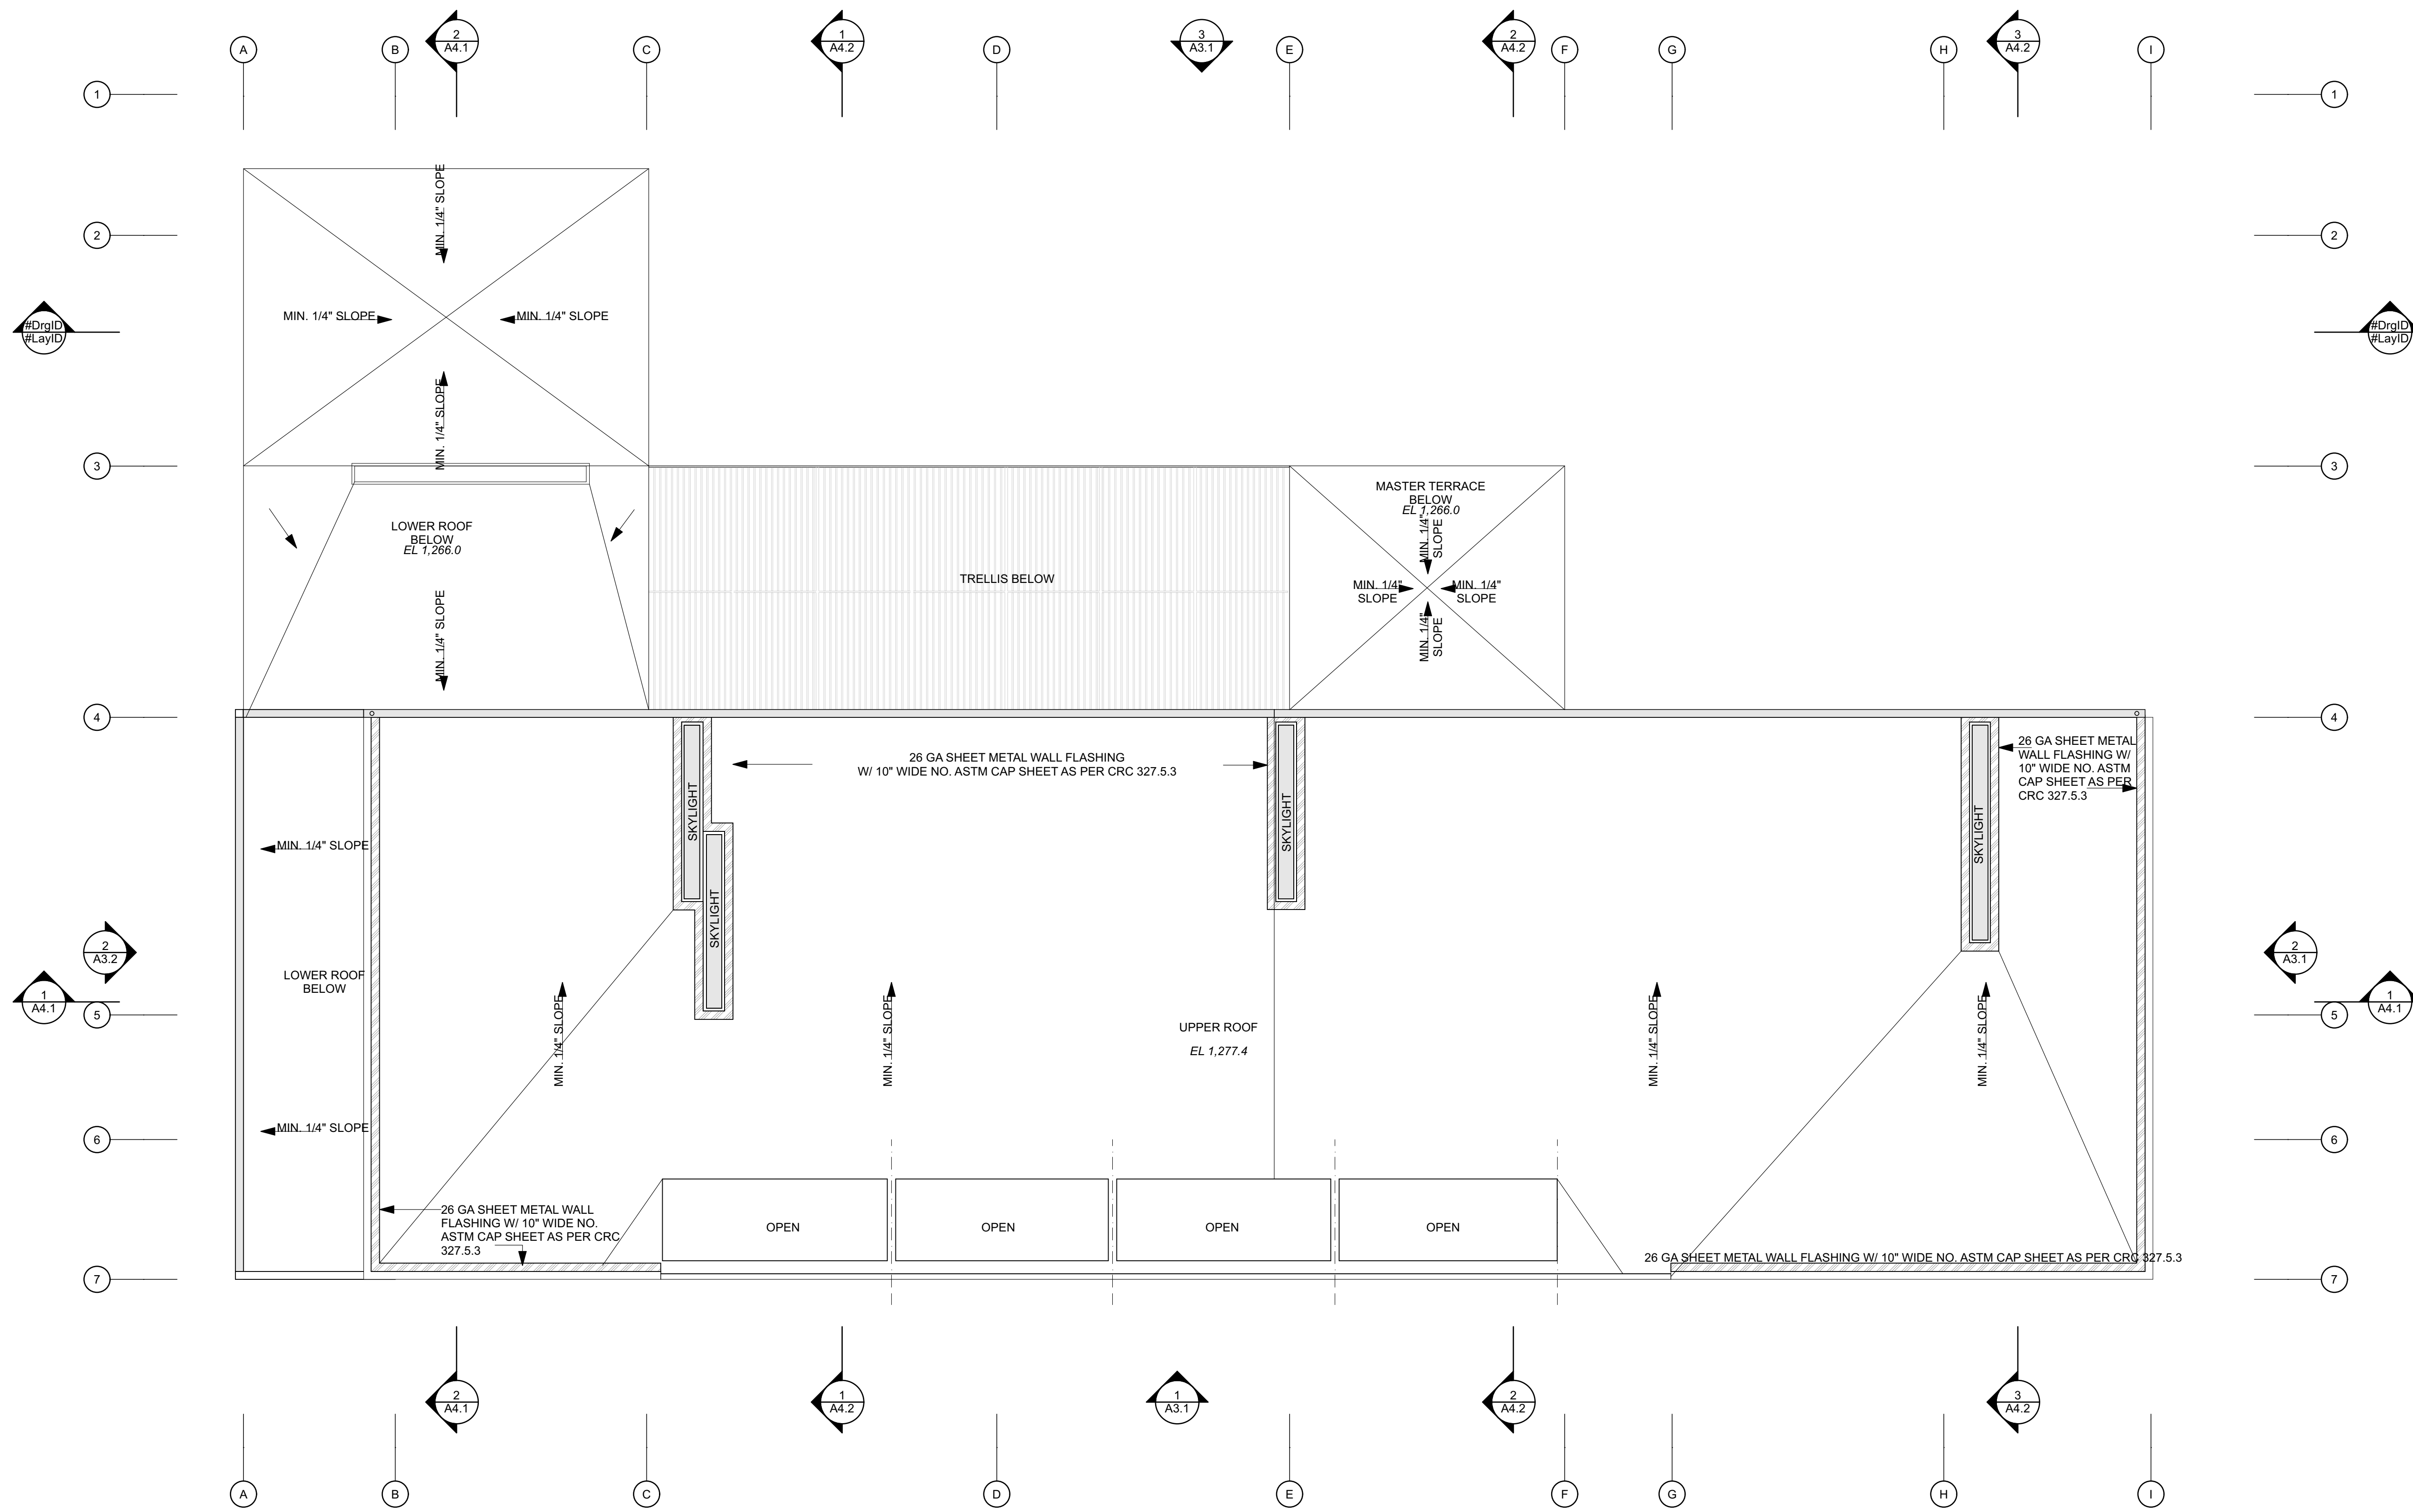 2
A4.1
1
A4.2
3
A3.1
2
A4.2
3
A4.2
A
B
C
D
E
F
G
H
I
1
1
MIN. 1/4" SLOPE
2
2
MIN. 1/4" SLOPE
MIN. 1/4" SLOPE
#DrgID
#LayID
#DrgID
#LayID
MIN. 1/4" SLOPE
3
3
MASTER TERRACE
BELOW
EL 1,266.0
LOWER ROOF
BELOW
EL 1,266.0
MIN. 1/4"
SLOPE
TRELLIS BELOW
MIN. 1/4"
SLOPE
MIN. 1/4"
SLOPE
MIN. 1/4" SLOPE
MIN. 1/4"
SLOPE
4
4
26 GA SHEET METAL WALL FLASHING
W/ 10" WIDE NO. ASTM CAP SHEET AS PER CRC 327.5.3
26 GA SHEET METAL
WALL FLASHING W/
10" WIDE NO. ASTM
CAP SHEET AS PER
CRC 327.5.3
SKYLIGHT
SKYLIGHT
SKYLIGHT
SKYLIGHT
MIN. 1/4" SLOPE
2
A3.2
2
A3.1
LOWER ROOF
BELOW
1
A4.1
1
A4.1
5
5
MIN. 1/4" SLOPE
MIN. 1/4" SLOPE
UPPER ROOF
EL 1,277.4
MIN. 1/4" SLOPE
MIN. 1/4" SLOPE
MIN. 1/4" SLOPE
6
6
26 GA SHEET METAL WALL
FLASHING W/ 10" WIDE NO.
ASTM CAP SHEET AS PER CRC
327.5.3
OPEN
OPEN
OPEN
OPEN
26 GA SHEET METAL WALL FLASHING W/ 10" WIDE NO. ASTM CAP SHEET AS PER CRC 327.5.3
7
7
2
A4.1
1
A4.2
1
A3.1
2
A4.2
3
A4.2
A
B
C
D
E
F
G
H
I